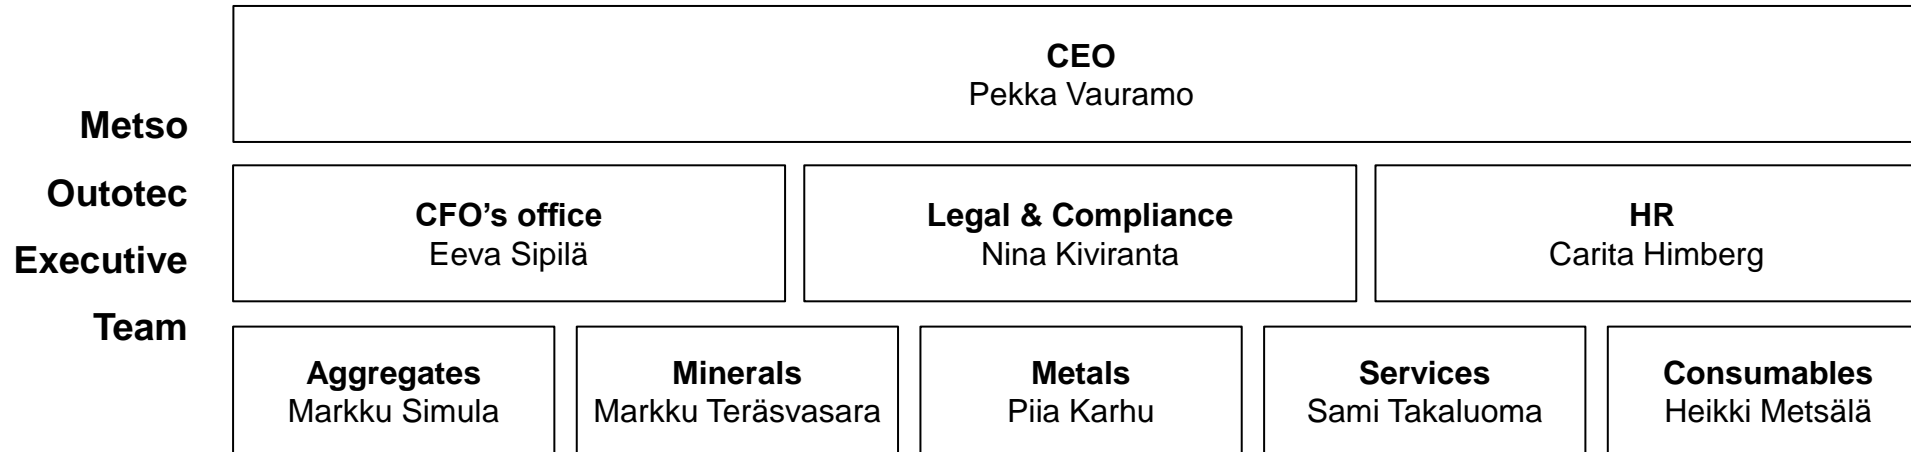 Metso
Outotec
Executive
Team
CEO
Pekka Vauramo
CFO’s office
Eeva Sipilä
Legal & Compliance
Nina Kiviranta
HR
Carita Himberg
Aggregates
Markku Simula
Minerals
Markku Teräsvasara
Metals
Piia Karhu
Services
Sami Takaluoma
Consumables
Heikki Metsälä